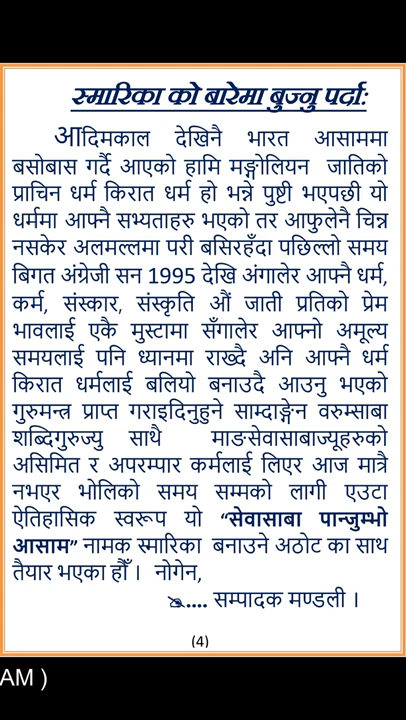 स्मारिका को बारेमा बुज्नु पर्दाः
आदिमकाल देखिनै भारत आसाममा
बसोबास गर्दै आएको हामि मङ्गोलियन जातिको
प्राचिन धर्म किरात धर्म हो भन्ने पुष्टी भएपछी यो
धर्ममा आफ्नै सभ्यताहरु भएको तर आफुलेनै चिन्न
नसकेर अलमल्लमा परी बसिरहँदा पछिल्लो समय
बिगत अंग्रेजी सन 1995 देखि अंगालेर आफ्नै धर्म,
कर्म, संस्कार, संस्कृति औं जाती प्रतिको प्रेम
भावलाई एकै मुस्टामा सँगालेर आफ्नो अमूल्य
समयलाई पनि ध्यानमा राख्दै अनि आफ्नै धर्म
किरात धर्मलाई बलियो बनाउदै आउनु भएको
गुरुमन्त्र प्राप्त गराइदिनुहुने साम्दाङ्गेन वरुम्साबा
शब्दिगुरुज्यु साथै माङसेवासाबाज्यूहरुको
असिमित र अपरम्पार कर्मलाई लिएर आज मात्रै
नभएर भोलिको समय सम्मको लागी एउटा
ऐतिहासिक स्वरूप यो “सेवासाबा पान्जुम्भो
आसाम” नामक स्मारिका बनाउने अठोट का साथ
तैयार भएका हौँ । नोगेन,
.... सम्पादक मण्डली ।
(4)
AM )